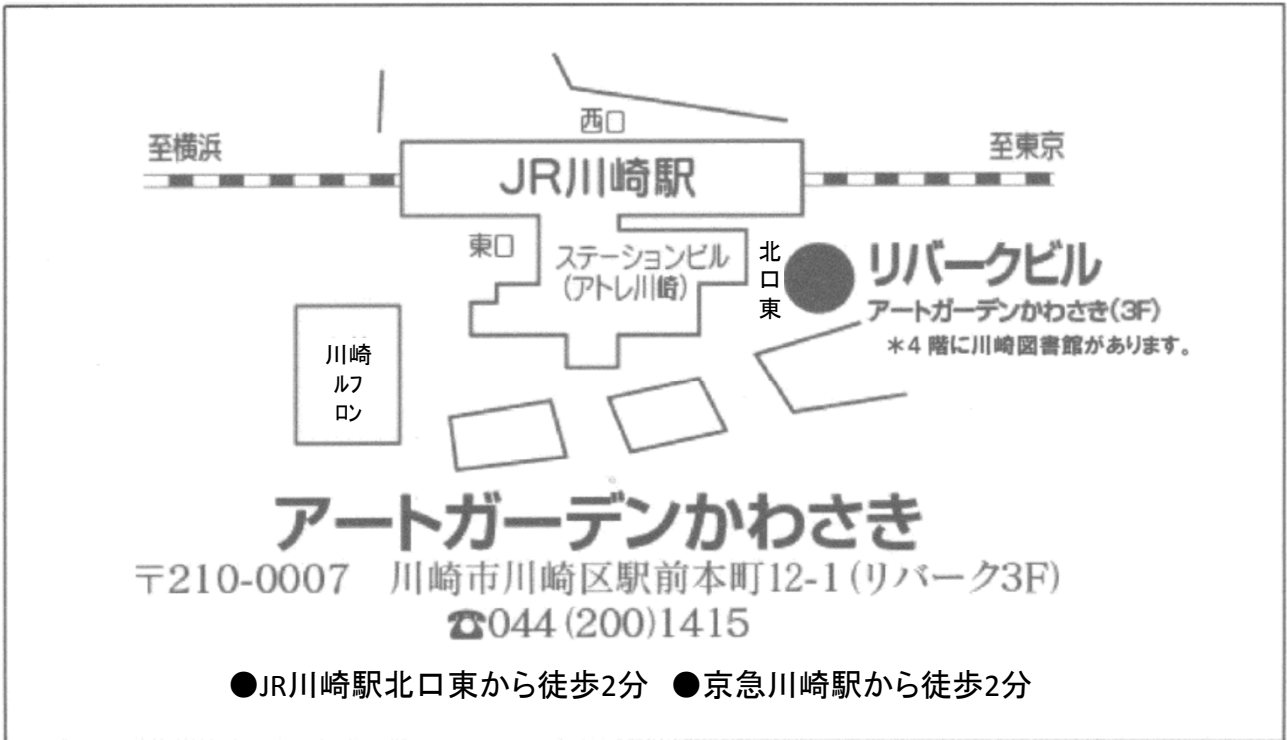 西口
至横浜
至東京
JR川崎駅
東口
ステーションビル
(アトレ川崎)
北口東
リバークビル
アートガーデンかわさき(3F)
＊4階に川崎図書館があります。
川崎
ルフ
ロン
アートガーデンかわさき
〒210-0007 川崎市川崎区駅前本町12-1(リバーク3F)
☎044(200)1415
●JR川崎駅北口東から徒歩2分 ●京急川崎駅から徒歩2分